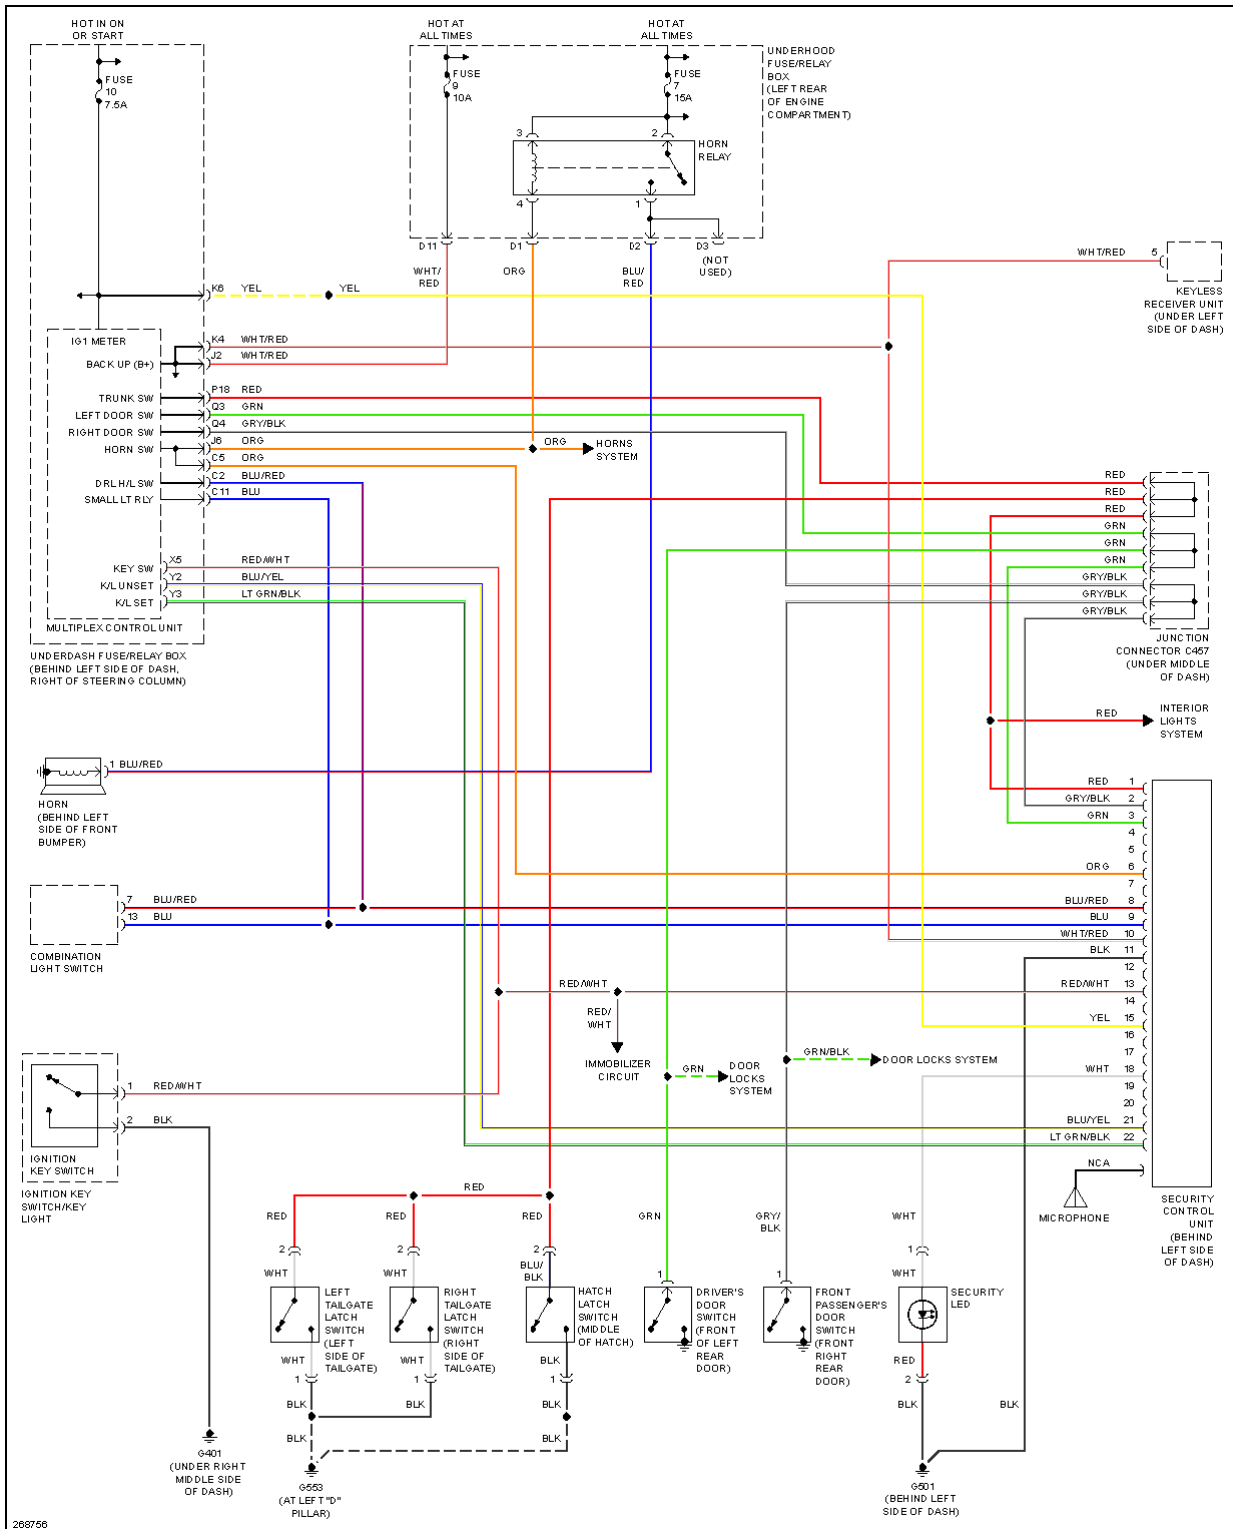 HOT IN ON
OR START
HOT AT
ALL TIMES
HOT AT
ALL TIMES
FUSE
10
7.5A
FUSE
9
10A
FUSE
7
15A
UNDERHOOD
FUSE/RELAY
BOX
(LEFT REAR
OF ENGINE
COMPARTMENT)
3
2
HORN
RELAY
4
1
D11
D1
D2
D3
(NOT
USED)
WHT/
RED
ORG
BLU/
RED
WHT/RED
5
KEYLESS
RECEIVER UNIT
(UNDER LEFT
SIDE OF DASH)
K6
YEL
YEL
IG1 METER
K4
WHT/RED
BACK UP (B+)
J2
WHT/RED
TRUNK SW
P18
RED
LEFT DOOR SW
Q3
GRN
RIGHT DOOR SW
Q4
GRY/BLK
HORN SW
J6
ORG
ORG
HORNS
SYSTEM
C5
ORG
DRL H/L SW
C2
BLU/RED
SMALL LT RLY
C11
BLU
KEY SW
X5
RED/WHT
K/L UNSET
Y2
BLU/YEL
K/L SET
Y3
LT GRN/BLK
MULTIPLEX CONTROL UNIT
UNDERDASH FUSE/RELAY BOX
(BEHIND LEFT SIDE OF DASH,
RIGHT OF STEERING COLUMN)
RED
RED
RED
GRN
GRN
GRN
GRY/BLK
GRY/BLK
GRY/BLK
JUNCTION
CONNECTOR C457
(UNDER MIDDLE
OF DASH)
RED
INTERIOR
LIGHTS
SYSTEM
1
BLU/RED
HORN
(BEHIND LEFT
SIDE OF FRONT
BUMPER)
RED
1
GRY/BLK
2
GRN
3
4
5
ORG
6
7
BLU/RED
8
BLU
9
WHT/RED
10
BLK
11
12
RED/WHT
13
14
YEL
15
16
17
WHT
18
19
20
BLU/YEL
21
LT GRN/BLK
22
NCA
MICROPHONE
SECURITY
CONTROL
UNIT
(BEHIND
LEFT SIDE
OF DASH)
7
BLU/RED
13
BLU
COMBINATION
LIGHT SWITCH
RED/WHT
RED/
WHT
IMMOBILIZER
CIRCUIT
GRN
DOOR
LOCKS
SYSTEM
GRN/BLK
DOOR LOCKS SYSTEM
1
RED/WHT
2
BLK
IGNITION
KEY SWITCH
IGNITION KEY
SWITCH/KEY
LIGHT
RED
RED
RED
RED
GRN
GRY/
BLK
WHT
2
2
2
1
WHT
WHT
BLU/
BLK
1
1
WHT
LEFT
TAILGATE
LATCH
SWITCH
(LEFT
SIDE OF
TAILGATE)
RIGHT
TAILGATE
LATCH
SWITCH
(RIGHT
SIDE OF
TAILGATE)
HATCH
LATCH
SWITCH
(MIDDLE
OF HATCH)
DRIVER'S
DOOR
SWITCH
(FRONT
OF LEFT
REAR
DOOR)
FRONT
PASSENGER'S
DOOR
SWITCH
(FRONT
RIGHT
REAR
DOOR)
SECURITY
LED
WHT
WHT
BLK
RED
1
1
1
2
BLK
BLK
BLK
BLK
BLK
BLK
BLK
G401
(UNDER RIGHT
MIDDLE SIDE
OF DASH)
G553
(AT LEFT "D"
PILLAR)
G501
(BEHIND LEFT
SIDE OF DASH)
268756